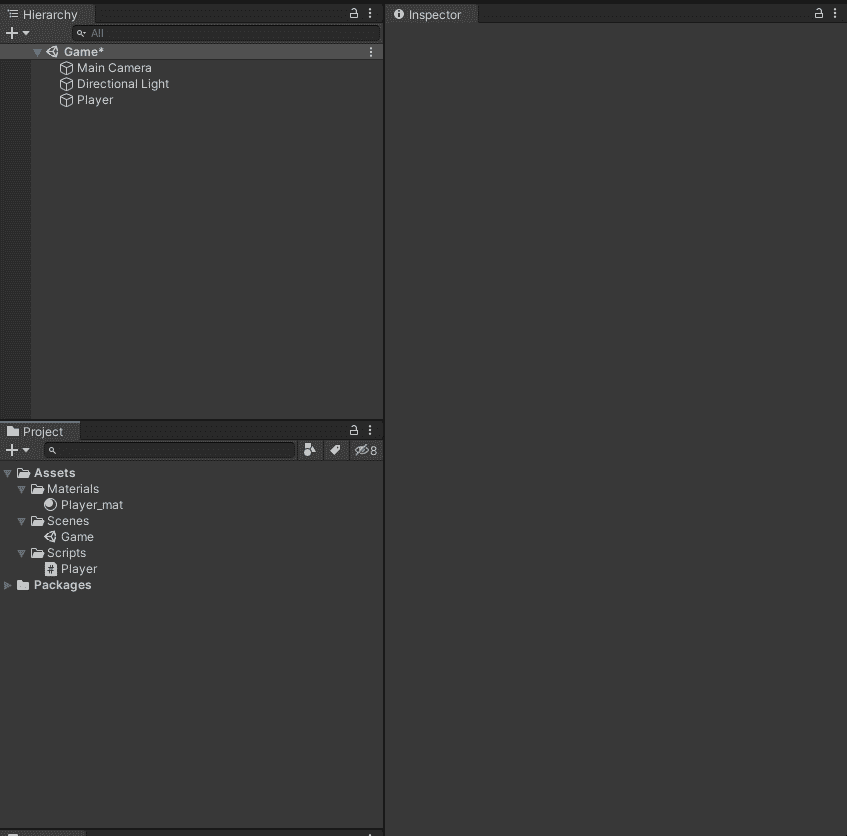 Hierarchy
All
Game*
Main Camera
Directional Light
Player
Project
8
Assets
Materials
Player_mat
Scenes
Game
Scripts
# Player
Packages
Inspector